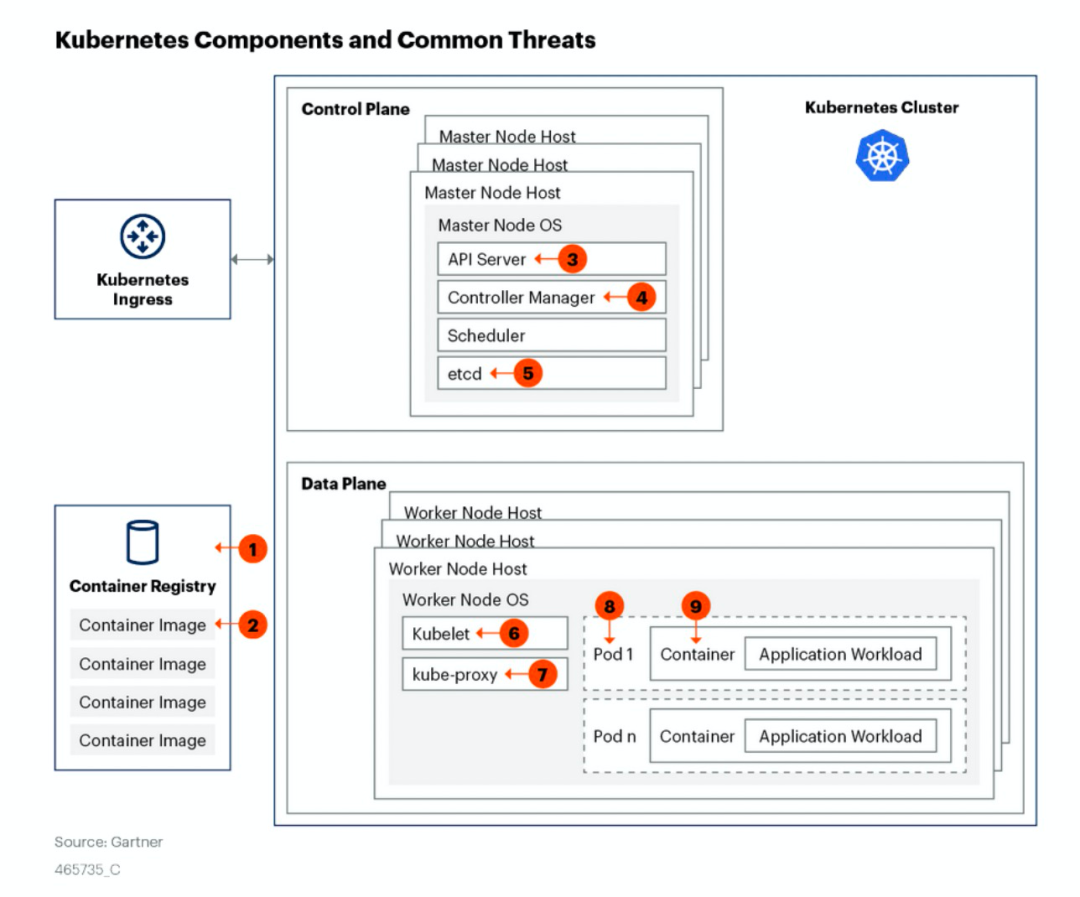 Kubernetes Components and Common Threats
Control Plane
Kubernetes Cluster
Master Node Host
Master Node Host
Master Node Host
Master Node OS
API Server
3
Controller Manager
4
Scheduler
etcd
5
Kubernetes
Ingress
Data Plane
Worker Node Host
Worker Node Host
Worker Node Host
Worker Node OS
Kubelet
6
kube-proxy
7
8
9
Pod 1
Container
Application Workload
Pod n
Container
Application Workload
1
Container Registry
Container Image
2
Container Image
Container Image
Container Image
Source: Gartner
465735_C